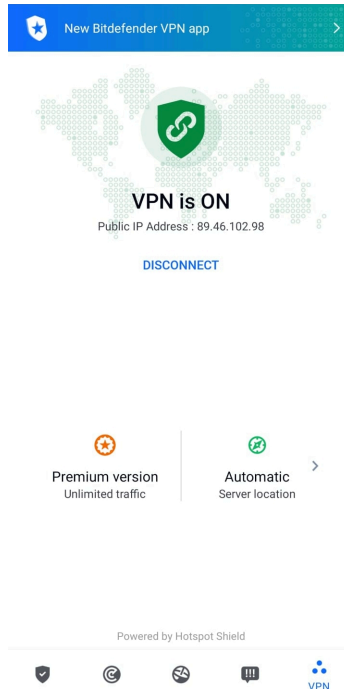 New Bitdefender VPN app
VPN is ON
Public IP Address : 89.46.102.98
DISCONNECT
Premium version
Unlimited traffic
Automatic
Server location
Powered by Hotspot Shield
VPN